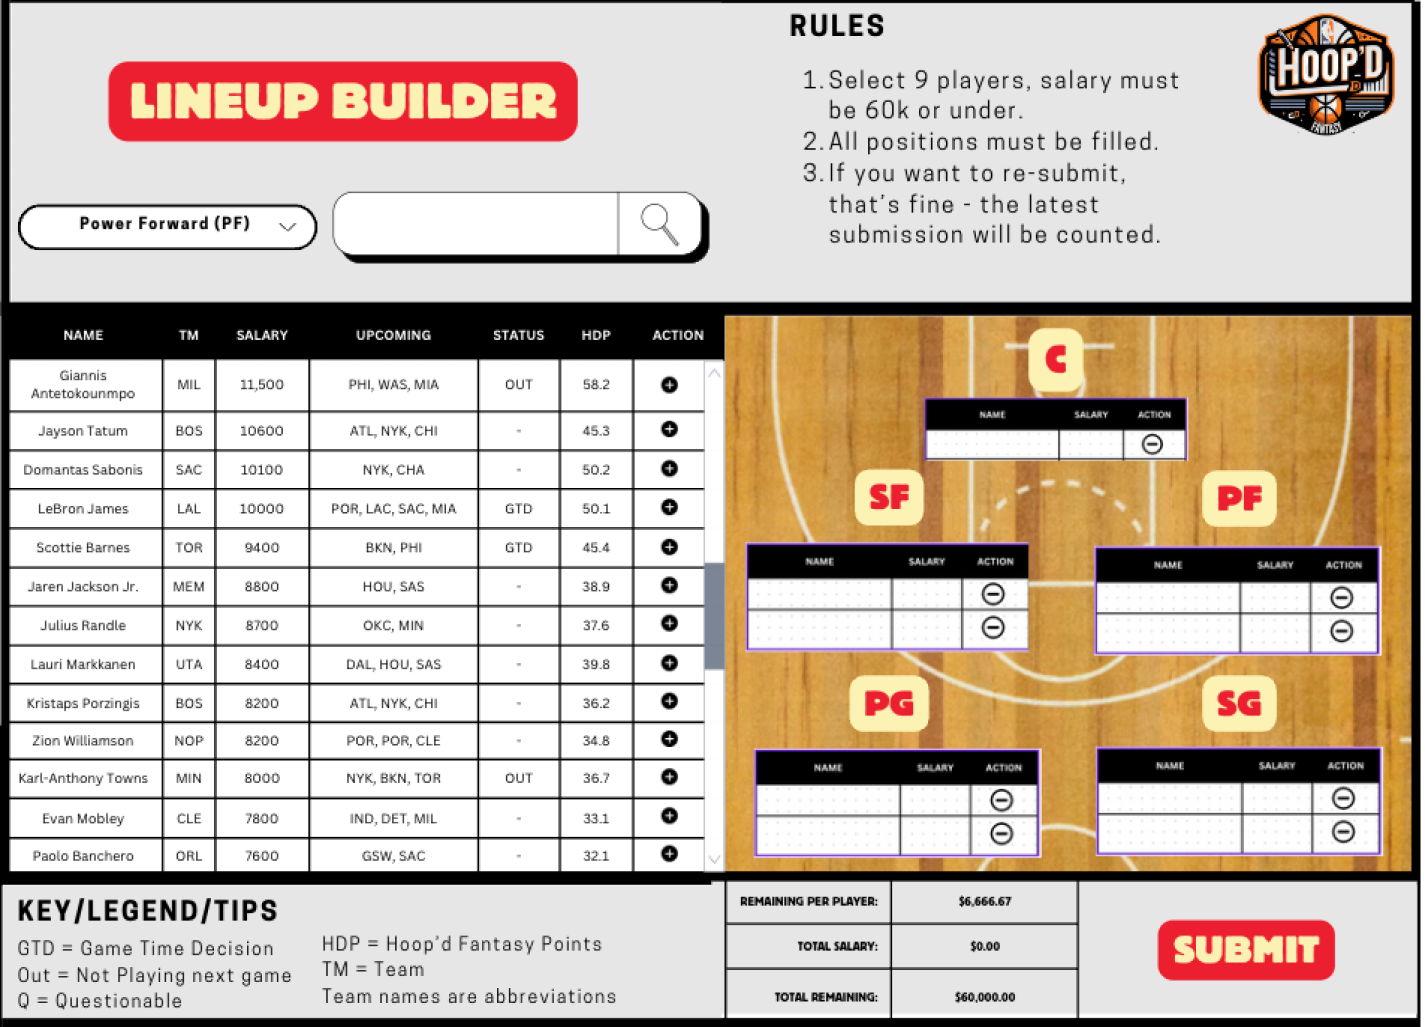 LINEUP BUILDER
Power Forward (PF)
RULES
1. Select 9 players, salary must
be 60k or under.
2. All positions must be filled.
3. If you want to re-submit,
that's fine - the latest
submission will be counted.
HOOP'D
FANTASY
NAME TM SALARY UPCOMING STATUS HDP ACTION
Giannis
Antetokounmpo MIL 11,500 PHI, WAS, MIA OUT 58.2
Jayson Tatum BOS 10600 ATL, NYK, CHI - 45.3
Domantas Sabonis SAC 10100 NYK, CHA - 50.2
LeBron James LAL 10000 POR, LAC, SAC, MIA GTD 50.1
Scottie Barnes TOR 9400 BKN, PHI GTD 45.4
Jaren Jackson Jr. MEM 8800 HOU, SAS - 38.9
Julius Randle NYK 8700 OKC, MIN - 37.6
Lauri Markkanen UTA 8400 DAL, HOU, SAS - 39.8
Kristaps Porzingis BOS 8200 ATL, NYK, CHI - 36.2
Zion Williamson NOP 8200 POR, POR, CLE - 34.8
Karl-Anthony Towns MIN 8000 NYK, BKN, TOR OUT 36.7
Evan Mobley CLE 7800 IND, DET, MIL - 33.1
Paolo Banchero ORL 7600 GSW, SAC - 32.1
C
NAME SALARY ACTION
SF
NAME SALARY ACTION
PF
NAME SALARY ACTION
PG
NAME SALARY ACTION
SG
NAME SALARY ACTION
KEY/LEGEND/TIPS
GTD = Game Time Decision
Out = Not Playing next game
Q = Questionable
HDP = Hoop'd Fantasy Points
TM = Team
Team names are abbreviations
REMAINING PER PLAYER: $6,666.67
TOTAL SALARY: $0.00
TOTAL REMAINING: $60,000.00
SUBMIT